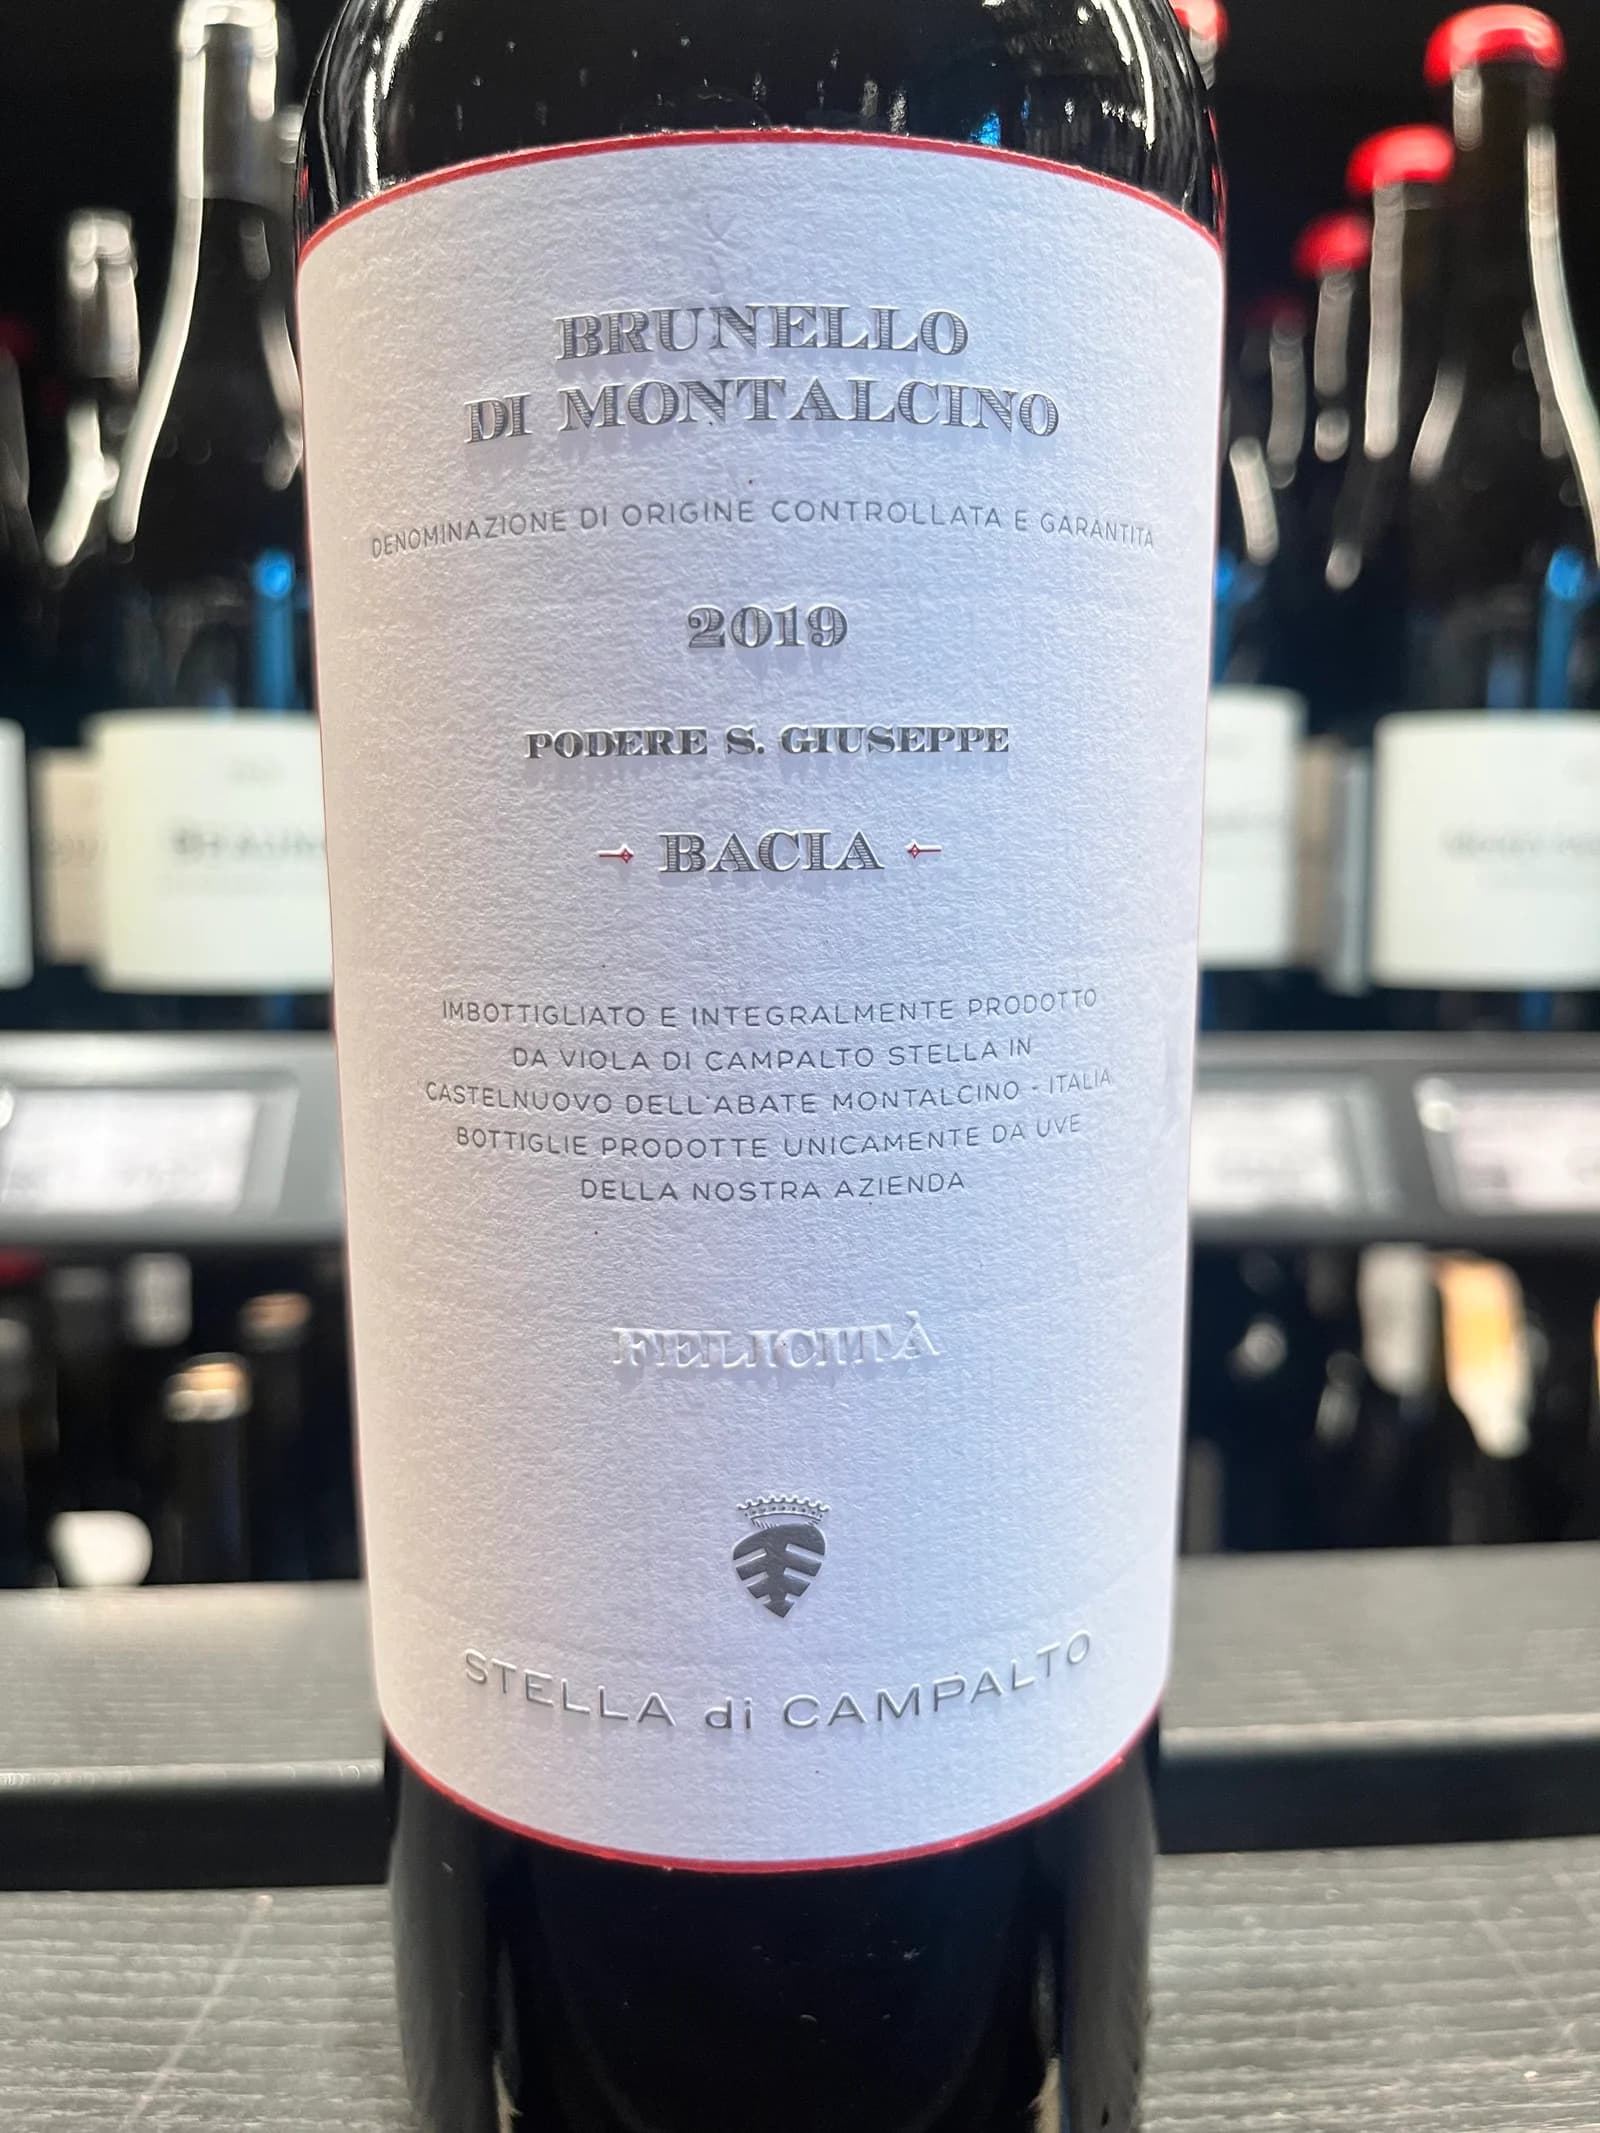 BRUNELLO
DI MONTALCINO
DENOMINAZIONE DI ORIGINE CONTROLLATA E GARANTITA
2019
PODERE S. GIUSEPPE
BACIA
IMBOTTIGLIATO E INTEGRALMENTE PRODOTTO
DA VIOLA DI CAMPALTO STELLA IN
CASTELNUOVO DELL'ABATE MONTALCINO - ITALIA
BOTTIGLIE PRODOTTE UNICAMENTE DA UVE
DELLA NOSTRA AZIENDA
FELICITÀ
STELLA di CAMPALTO